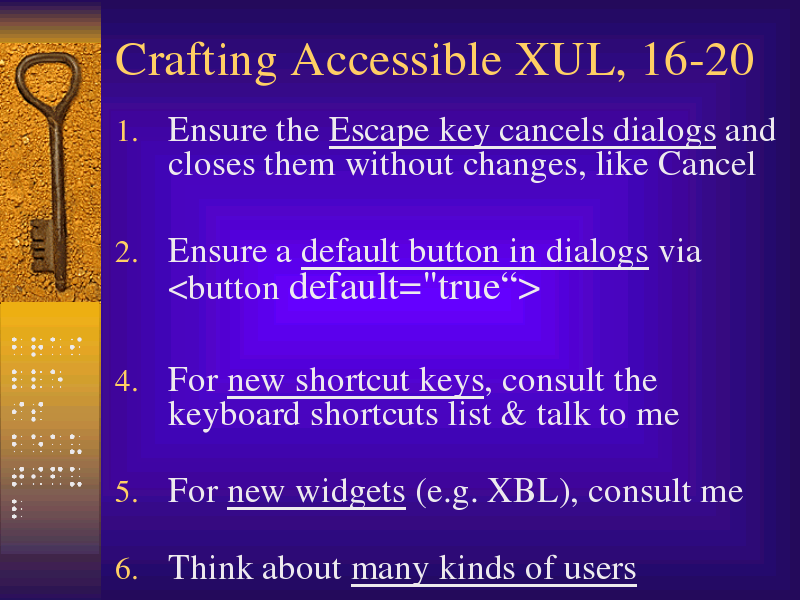 Crafting Accessible XUL, 16-20
1. Ensure the Escape key cancels dialogs and
closes them without changes, like Cancel
2. Ensure a default button in dialogs via
<button default="true“>
4. For new shortcut keys, consult the
keyboard shortcuts list & talk to me
5. For new widgets (e.g. XBL), consult me
6. Think about many kinds of users